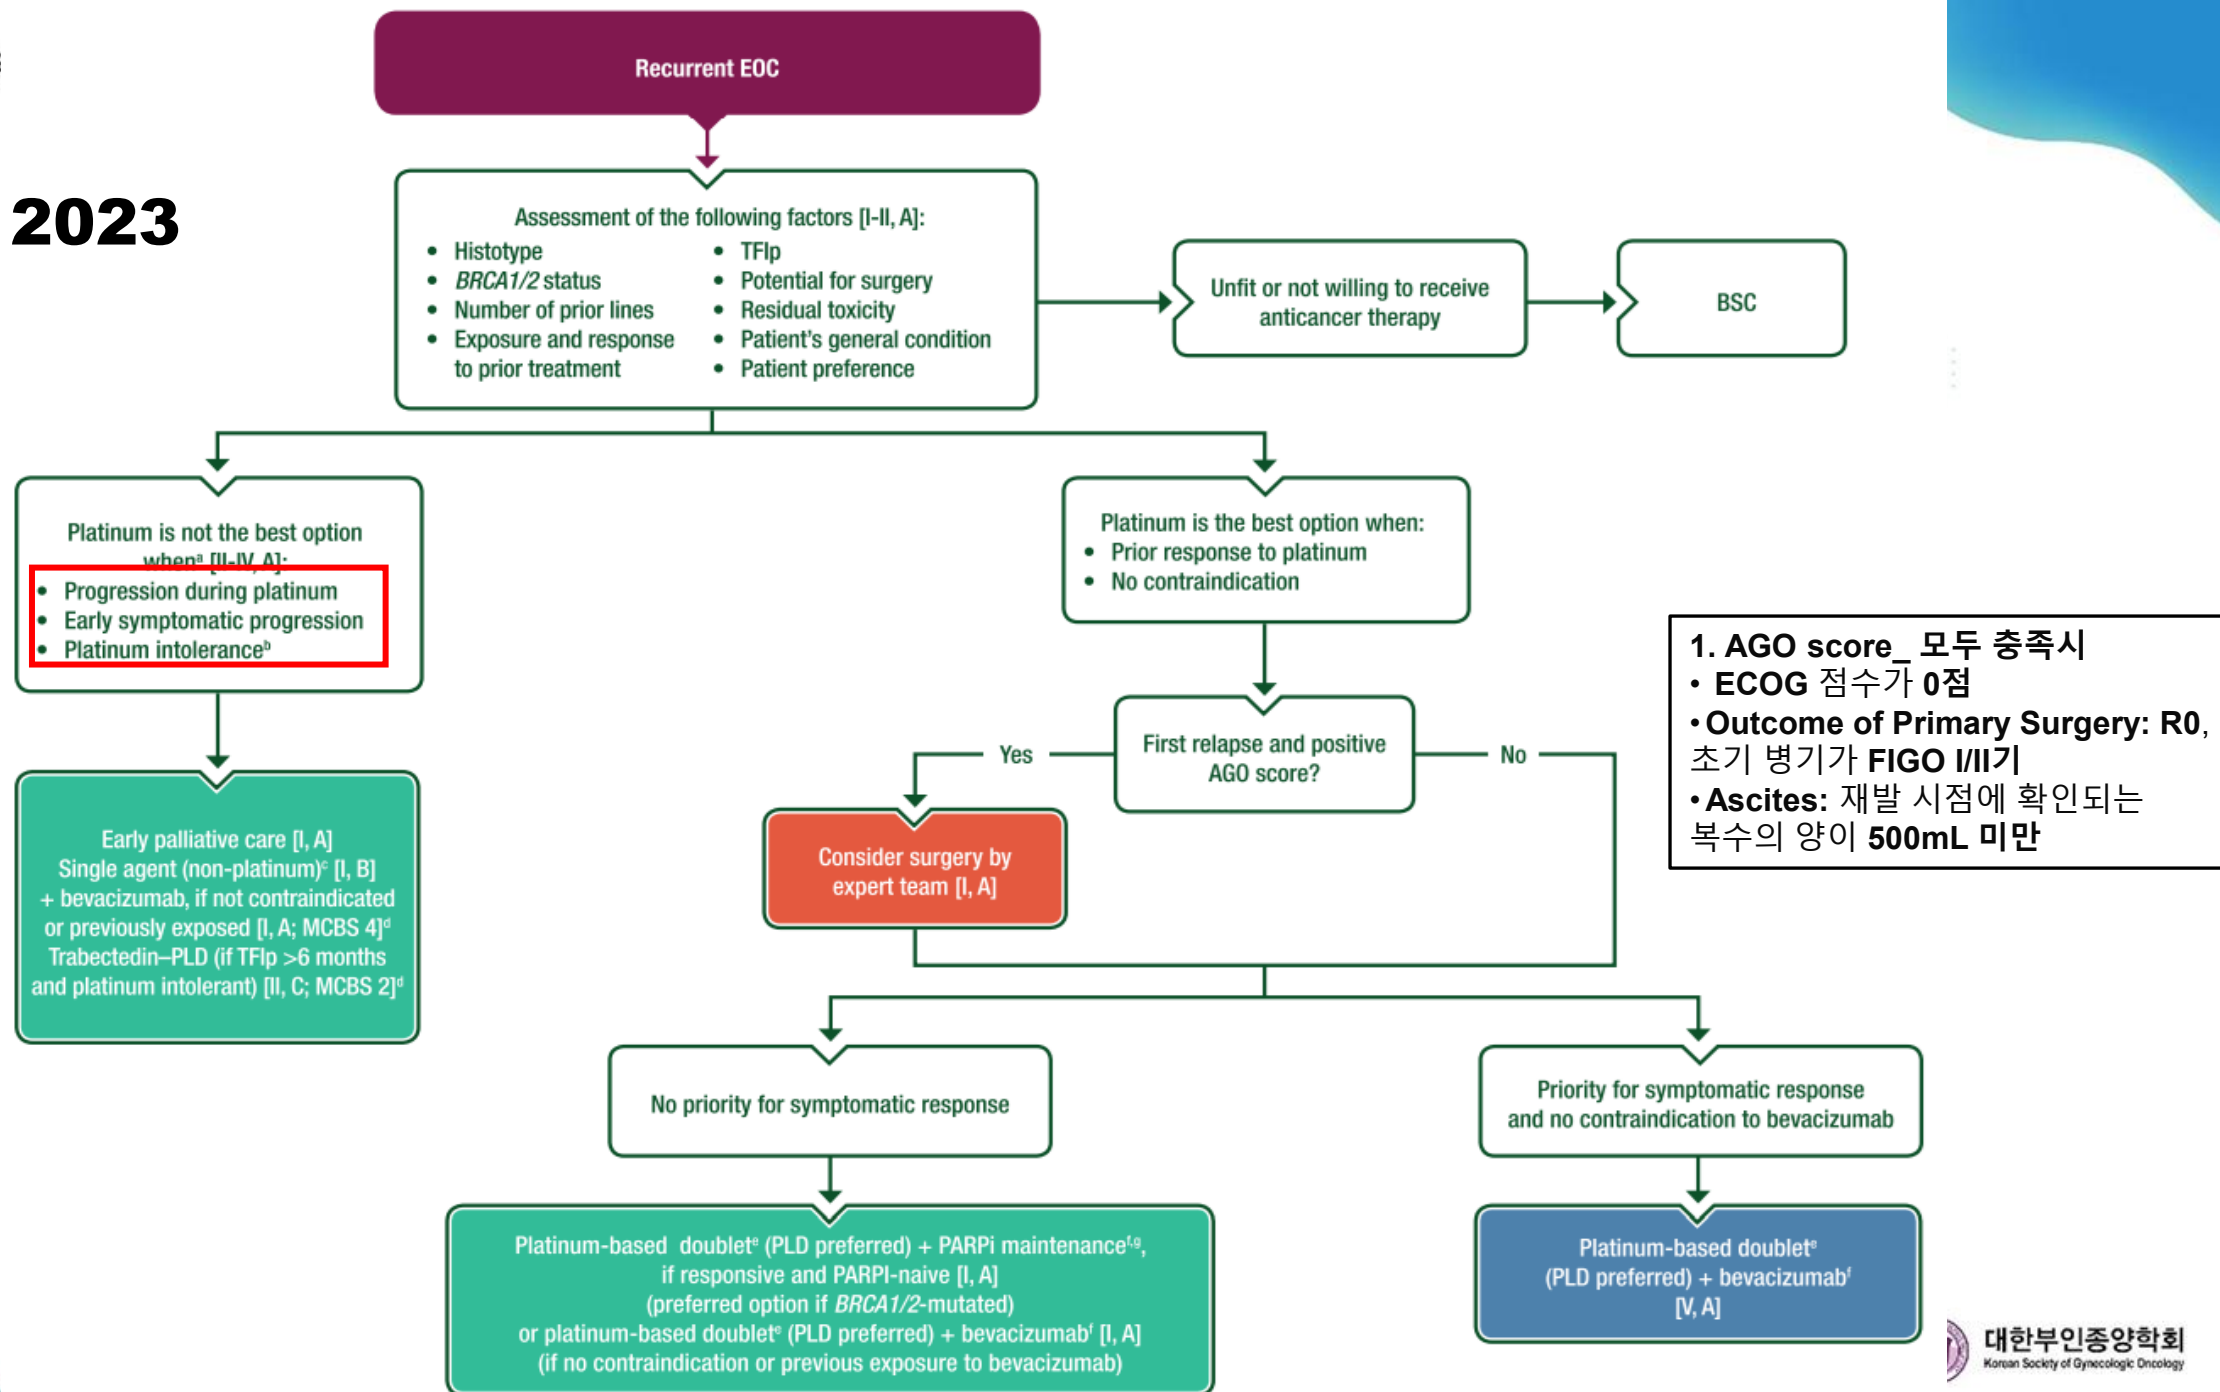 Recurrent EOC
2023
Assessment of the following factors [I-II, A]:
• Histotype
• BRCA1/2 status
• Number of prior lines
• Exposure and response
to prior treatment
• TFIp
• Potential for surgery
• Residual toxicity
• Patient's general condition
• Patient preference
Unfit or not willing to receive
anticancer therapy
BSC
Platinum is not the best option
whenᵃ [II-IV, A]:
• Progression during platinum
• Early symptomatic progression
• Platinum intoleranceᵇ
Platinum is the best option when:
• Prior response to platinum
• No contraindication
1. AGO score_ 모두 충족시
• ECOG 점수가 0점
• Outcome of Primary Surgery: R0,
초기 병기가 FIGO I/II기
• Ascites: 재발 시점에 확인되는
복수의 양이 500mL 미만
First relapse and positive
AGO score?
Yes
No
Early palliative care [I, A]
Single agent (non-platinum)ᶜ [I, B]
+ bevacizumab, if not contraindicated
or previously exposed [I, A; MCBS 4]ᵈ
Trabectedin–PLD (if TFIp >6 months
and platinum intolerant) [II, C; MCBS 2]ᵈ
Consider surgery by
expert team [I, A]
No priority for symptomatic response
Priority for symptomatic response
and no contraindication to bevacizumab
Platinum-based doubletᵉ (PLD preferred) + PARPi maintenanceᶠ,ᵍ,
if responsive and PARPI-naive [I, A]
(preferred option if BRCA1/2-mutated)
or platinum-based doubletᵉ (PLD preferred) + bevacizumabᶠ [I, A]
(if no contraindication or previous exposure to bevacizumab)
Platinum-based doubletᵉ
(PLD preferred) + bevacizumabᶠ
[V, A]
대한부인종양학회
Korean Society of Gynecologic Oncology